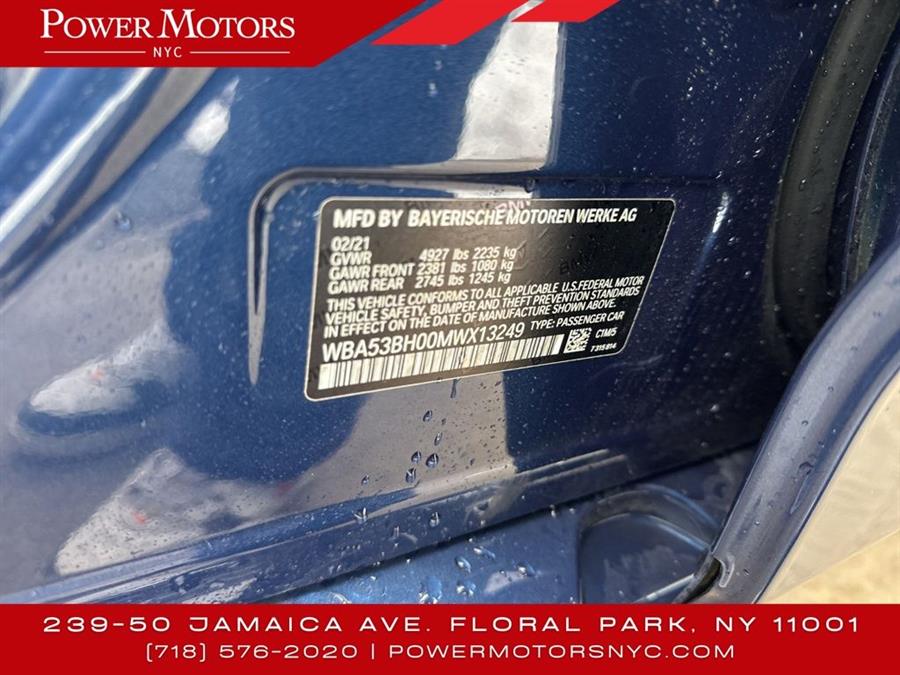 POWER MOTORS
NYC
MFD BY BAYERISCHE MOTOREN WERKE AG
02/21
GVWR 4927 lbs 2235 kg
GAWR FRONT 2381 lbs 1080 kg
GAWR REAR 2745 lbs 1245 kg
THIS VEHICLE CONFORMS TO ALL APPLICABLE U.S.FEDERAL MOTOR
VEHICLE SAFETY, BUMPER AND THEFT PREVENTION STANDARDS
IN EFFECT ON THE DATE OF MANUFACTURE SHOWN ABOVE.
WBA53BH00MWX13249 TYPE: PASSENGER CAR
C1Mi5
T 315 814
239-50 JAMAICA AVE. FLORAL PARK, NY 11001
(718) 576-2020 | POWERMOTORSNYC.COM